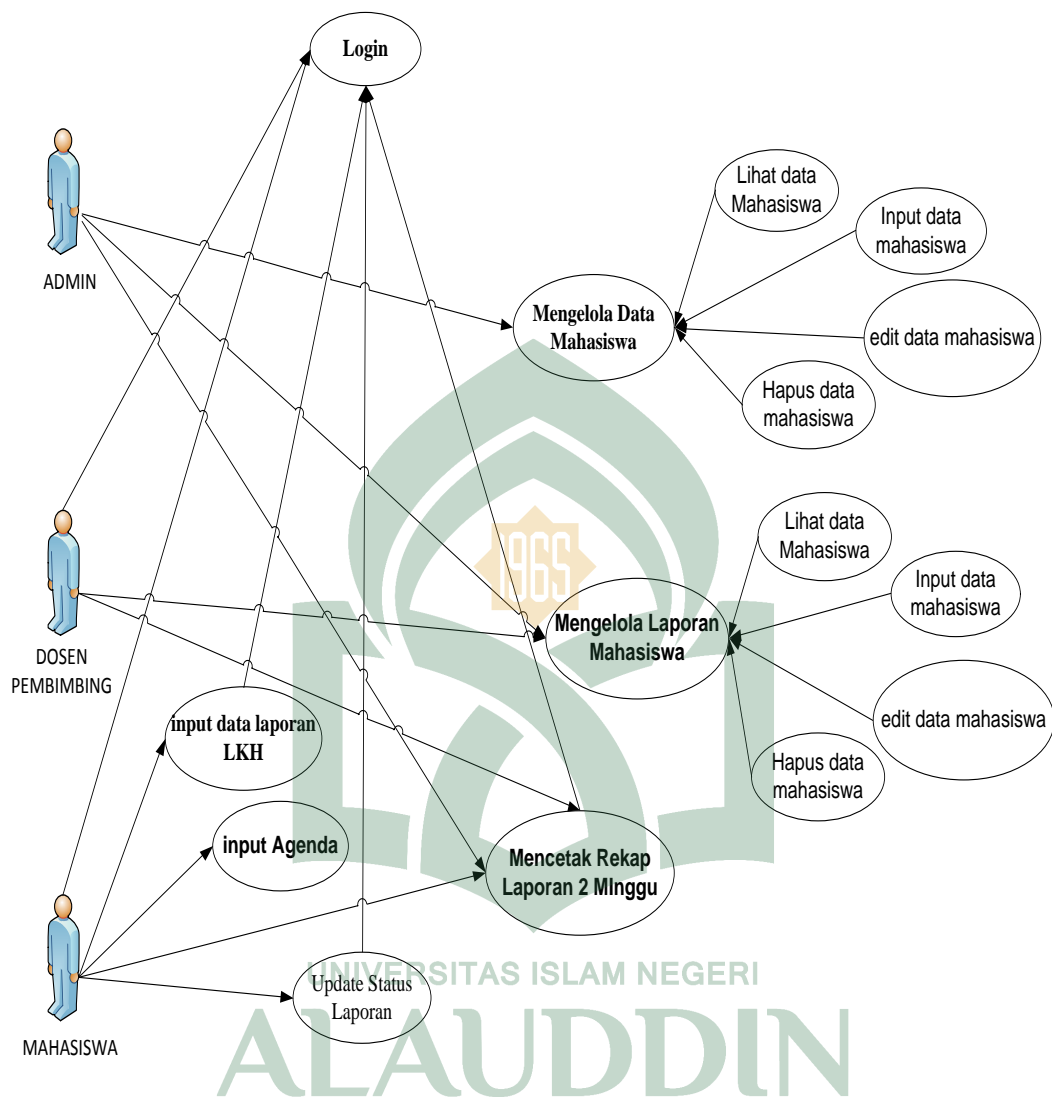 Login
ADMIN
Lihat data
Mahasiswa
Input data
mahasiswa
Mengelola Data
Mahasiswa
edit data mahasiswa
Hapus data
mahasiswa
1965
DOSEN
PEMBIMBING
Lihat data
Mahasiswa
Input data
mahasiswa
Mengelola Laporan
Mahasiswa
edit data mahasiswa
Hapus data
mahasiswa
input data laporan
LKH
input Agenda
Mencetak Rekap
Laporan 2 MInggu
MAHASISWA
Update Status
Laporan
UNIVERSITAS ISLAM NEGERI
ALAUDDIN